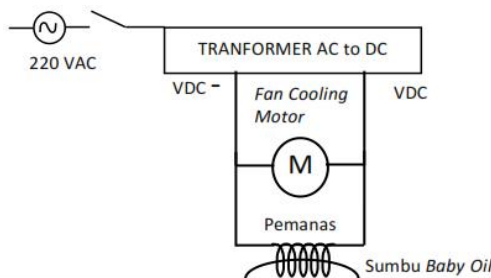 220 VAC
TRANFORMER AC to DC
VDC -
VDC
Fan Cooling
Motor
M
Pemanas
Sumbu Baby Oil